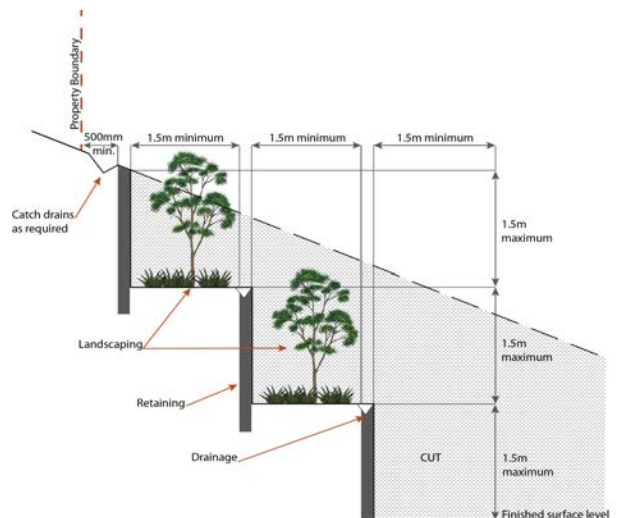 Property Boundary
500mm
min.
1.5m minimum
1.5m minimum
1.5m minimum
Catch drains
as required
1.5m
maximum
Landscaping
1.5m
maximum
Retaining
Drainage
CUT
1.5m
maximum
Finished surface level